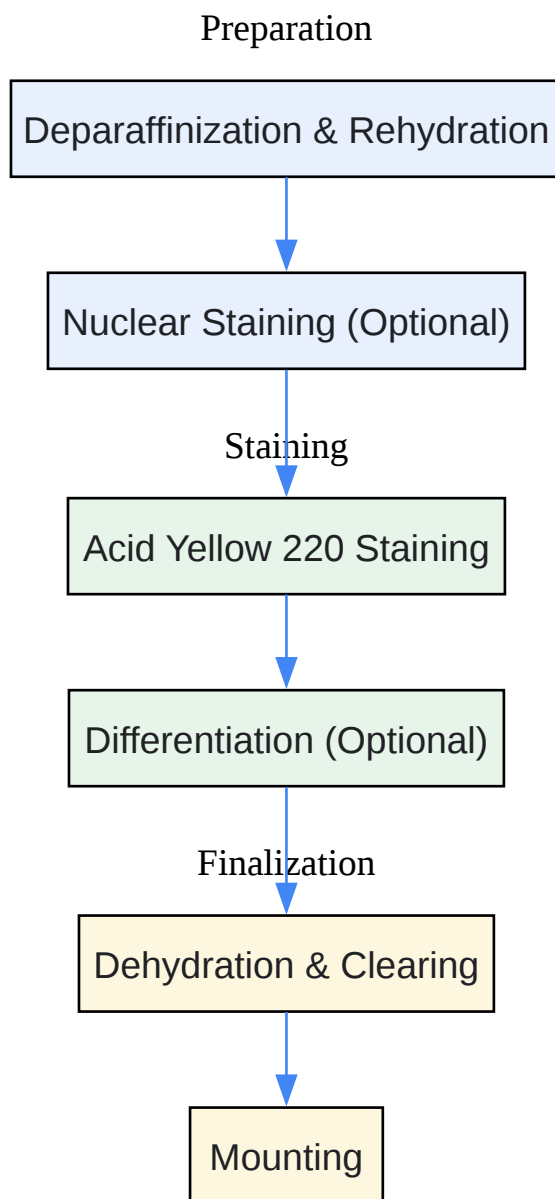 Preparation
Deparaffinization & Rehydration
Nuclear Staining (Optional)
Staining
Acid Yellow 220 Staining
Differentiation (Optional)
Finalization
Dehydration & Clearing
Mounting